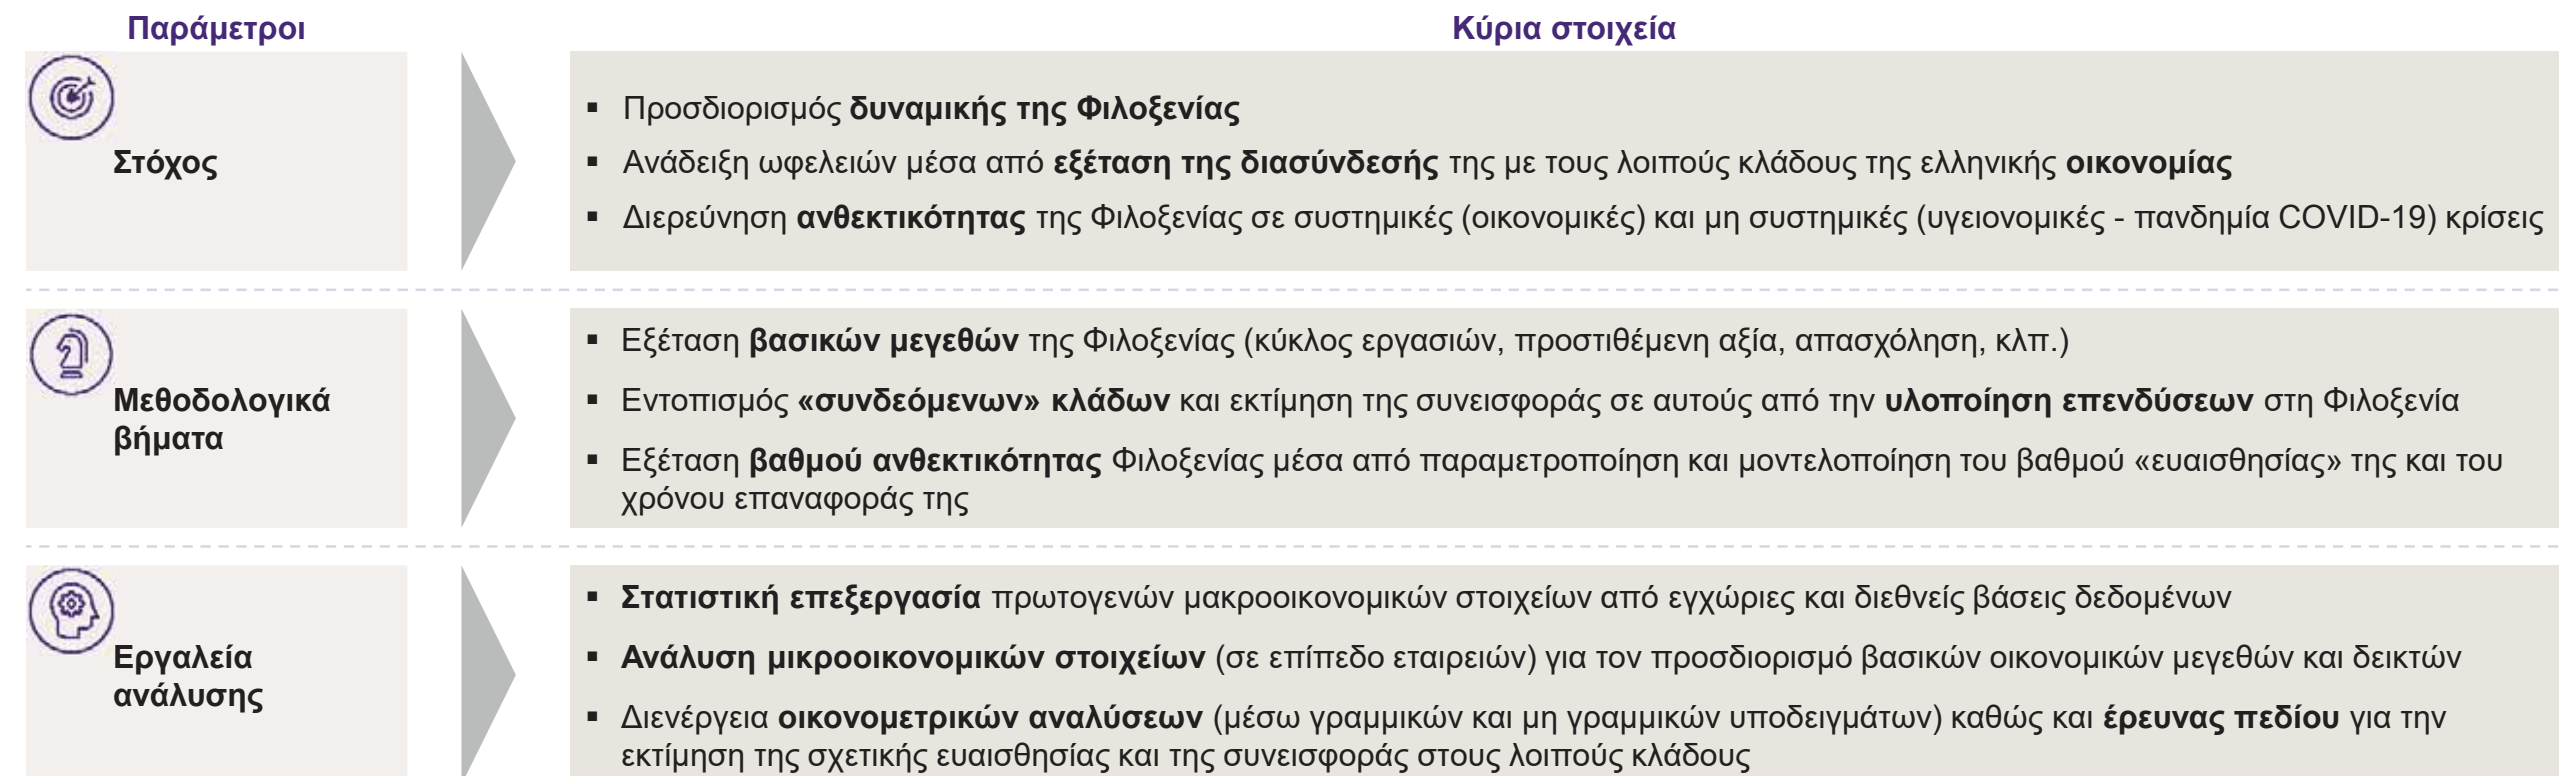 Παράμετροι
Κύρια στοιχεία
Στόχος
▪ Προσδιορισμός δυναμικής της Φιλοξενίας
▪ Ανάδειξη ωφελειών μέσα από εξέταση της διασύνδεσής της με τους λοιπούς κλάδους της ελληνικής οικονομίας
▪ Διερεύνηση ανθεκτικότητας της Φιλοξενίας σε συστημικές (οικονομικές) και μη συστημικές (υγειονομικές - πανδημία COVID-19) κρίσεις
Μεθοδολογικά
βήματα
▪ Εξέταση βασικών μεγεθών της Φιλοξενίας (κύκλος εργασιών, προστιθέμενη αξία, απασχόληση, κλπ.)
▪ Εντοπισμός «συνδεόμενων» κλάδων και εκτίμηση της συνεισφοράς σε αυτούς από την υλοποίηση επενδύσεων στη Φιλοξενία
▪ Εξέταση βαθμού ανθεκτικότητας Φιλοξενίας μέσα από παραμετροποίηση και μοντελοποίηση του βαθμού «ευαισθησίας» της και του
χρόνου επαναφοράς της
Εργαλεία
ανάλυσης
▪ Στατιστική επεξεργασία πρωτογενών μακροοικονομικών στοιχείων από εγχώριες και διεθνείς βάσεις δεδομένων
▪ Ανάλυση μικροοικονομικών στοιχείων (σε επίπεδο εταιρειών) για τον προσδιορισμό βασικών οικονομικών μεγεθών και δεικτών
▪ Διενέργεια οικονομετρικών αναλύσεων (μέσω γραμμικών και μη γραμμικών υποδειγμάτων) καθώς και έρευνας πεδίου για την
εκτίμηση της σχετικής ευαισθησίας και της συνεισφοράς στους λοιπούς κλάδους